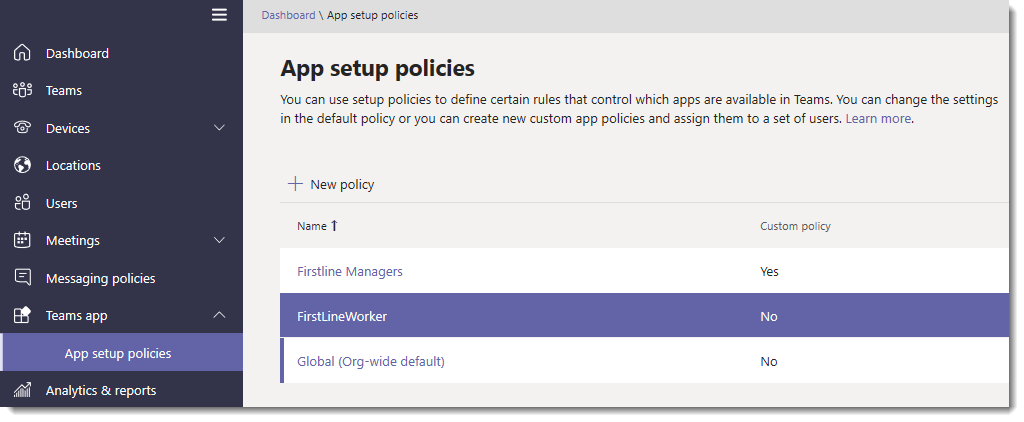 Dashboard \ App setup policies
Dashboard
Teams
Devices
Locations
Users
Meetings
Messaging policies
Teams app
App setup policies
Analytics & reports
App setup policies
You can use setup policies to define certain rules that control which apps are available in Teams. You can change the settings
in the default policy or you can create new custom app policies and assign them to a set of users. Learn more.
New policy
Name ↑ Custom policy
Firstline Managers Yes
FirstLineWorker No
Global (Org-wide default) No